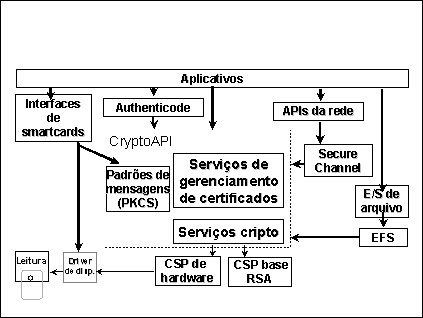 Aplicativos
Interfaces
de
smartcards
Authenticode
APIs da rede
CryptoAPI
Padrões de
mensagens
(PKCS)
Serviços de
gerenciamento
de certificados
Secure
Channel
E/S de
arquivo
Serviços cripto
EFS
Leitura
o
Driver
de disp.
CSP de
hardware
CSP base
RSA